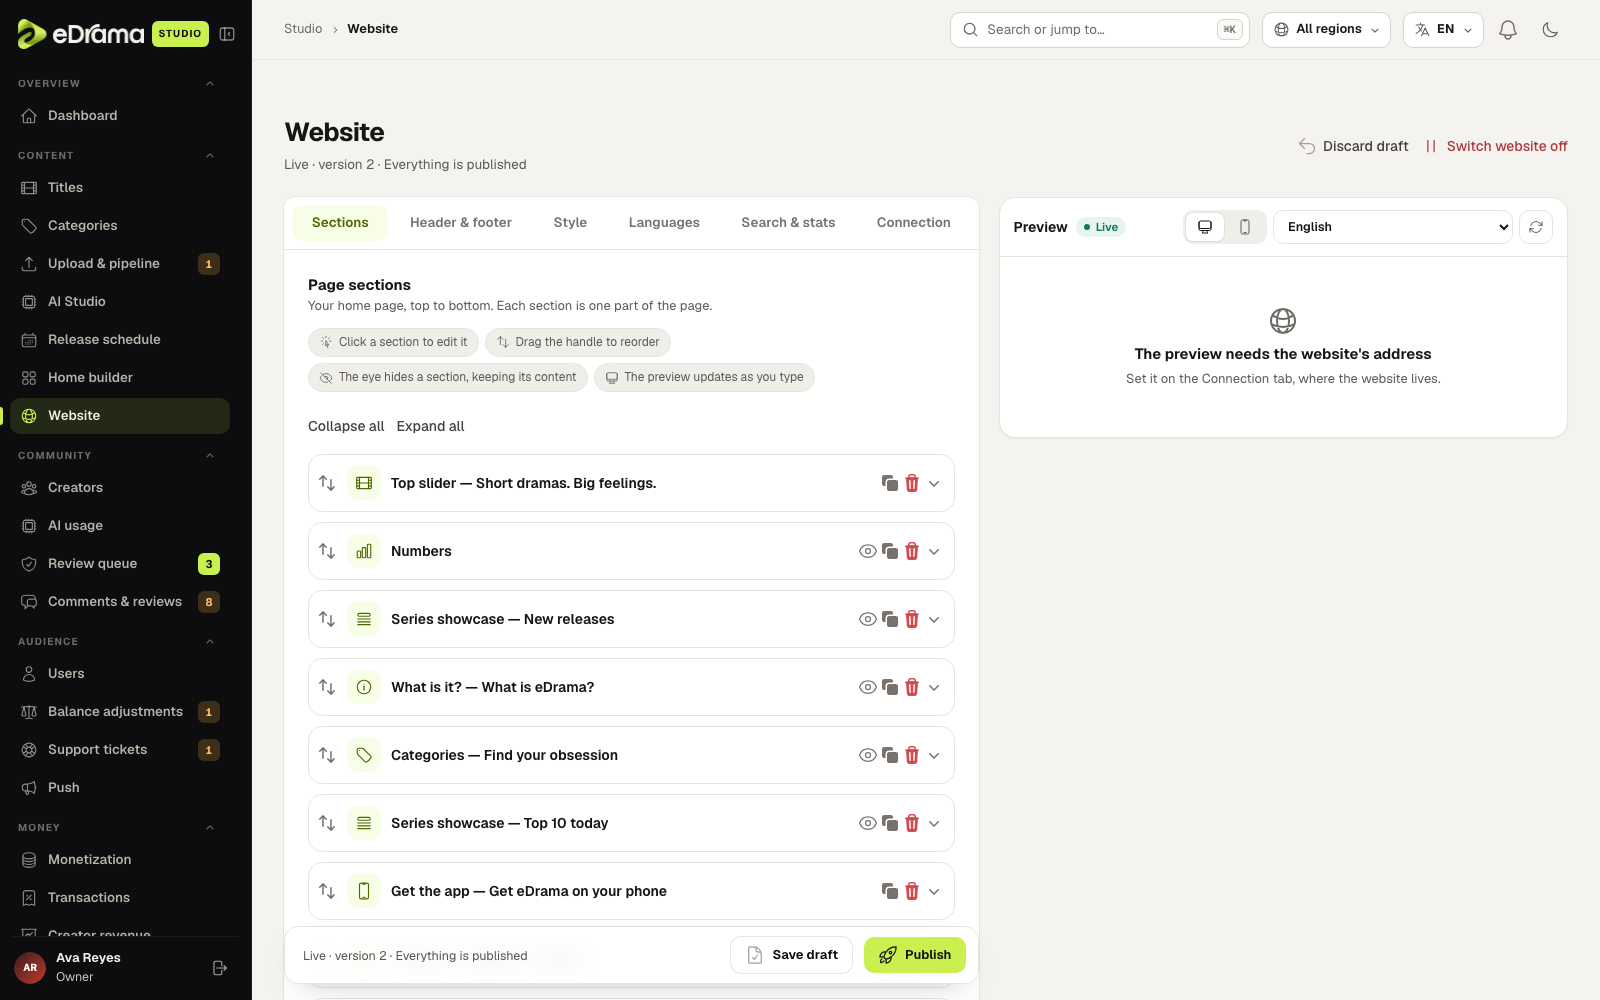 eDrama STUDIO
Studio › Website
Search or jump to... ⌘K
All regions
EN
OVERVIEW
Dashboard
CONTENT
Titles
Categories
Upload & pipeline 1
AI Studio
Release schedule
Home builder
Website
COMMUNITY
Creators
AI usage
Review queue 3
Comments & reviews 8
AUDIENCE
Users
Balance adjustments 1
Support tickets 1
Push
MONEY
Monetization
Transactions
Creator revenue
AR
Ava Reyes
Owner
Website
Live · version 2 · Everything is published
Discard draft
Switch website off
Sections
Header & footer
Style
Languages
Search & stats
Connection
Page sections
Your home page, top to bottom. Each section is one part of the page.
Click a section to edit it
Drag the handle to reorder
The eye hides a section, keeping its content
The preview updates as you type
Collapse all
Expand all
Top slider — Short dramas. Big feelings.
Numbers
Series showcase — New releases
What is it? — What is eDrama?
Categories — Find your obsession
Series showcase — Top 10 today
Get the app — Get eDrama on your phone
Live · version 2 · Everything is published
Save draft
Publish
Preview
Live
English
The preview needs the website's address
Set it on the Connection tab, where the website lives.